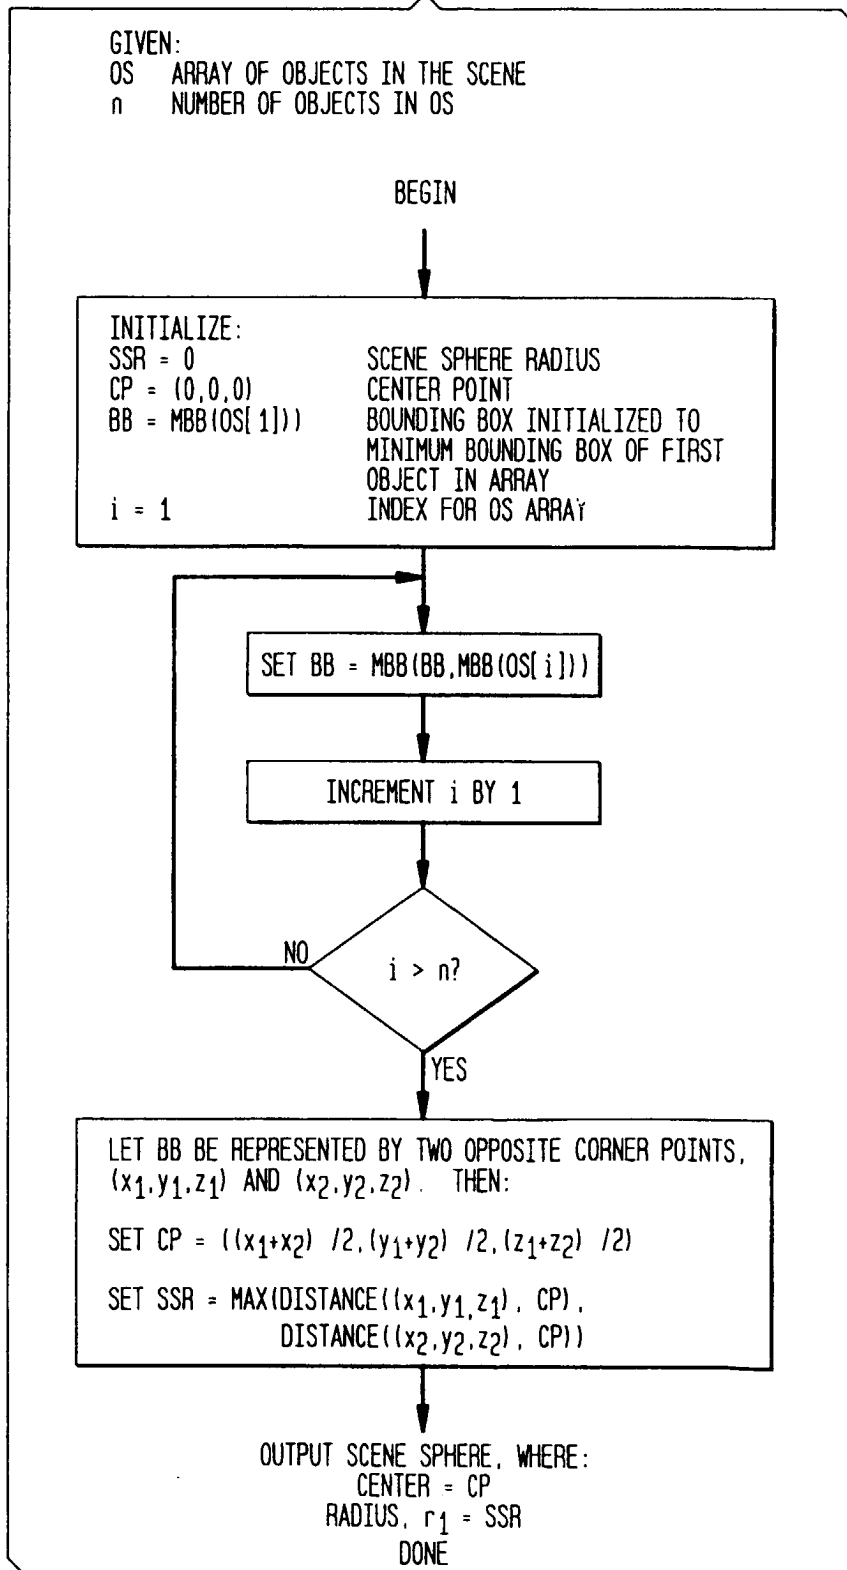 GIVEN:
OS ARRAY OF OBJECTS IN THE SCENE
n NUMBER OF OBJECTS IN OS
BEGIN
INITIALIZE:
SSR = 0 SCENE SPHERE RADIUS
CP = (0,0,0) CENTER POINT
BB = MBB(OS[1])) BOUNDING BOX INITIALIZED TO
MINIMUM BOUNDING BOX OF FIRST
OBJECT IN ARRAY
i = 1 INDEX FOR OS ARRAY
SET BB = MBB(BB,MBB(OS[i]))
INCREMENT i BY 1
NO
i > n?
YES
LET BB BE REPRESENTED BY TWO OPPOSITE CORNER POINTS,
(x₁,y₁,z₁) AND (x₂,y₂,z₂). THEN:
SET CP = ((x₁+x₂) /2,(y₁+y₂) /2,(z₁+z₂) /2)
SET SSR = MAX(DISTANCE((x₁,y₁,z₁), CP),
DISTANCE((x₂,y₂,z₂), CP))
OUTPUT SCENE SPHERE, WHERE:
CENTER = CP
RADIUS, r₁ = SSR
DONE